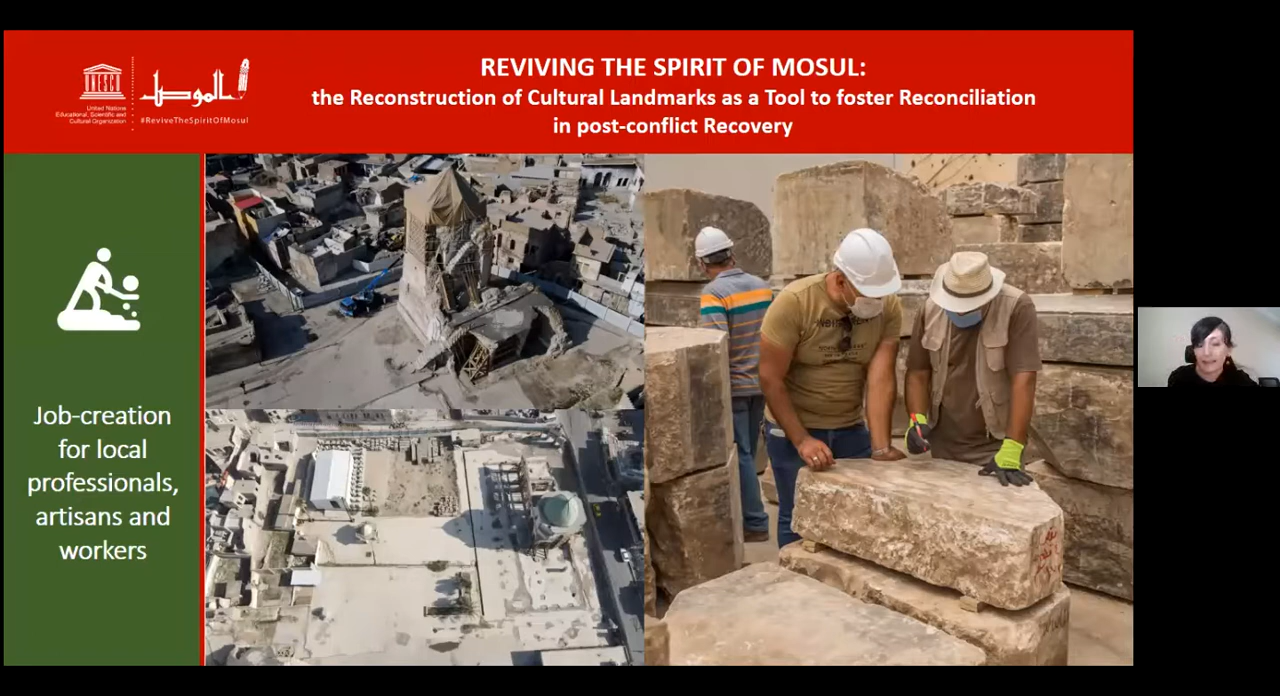 REVIVING THE SPIRIT OF MOSUL:
the Reconstruction of Cultural Landmarks as a Tool to foster Reconciliation
in post-conflict Recovery
UNESCO
United Nations
Educational, Scientific and
Cultural Organization
الموصل
#ReviveTheSpiritOfMosul
Job-creation
for local
professionals,
artisans and
workers